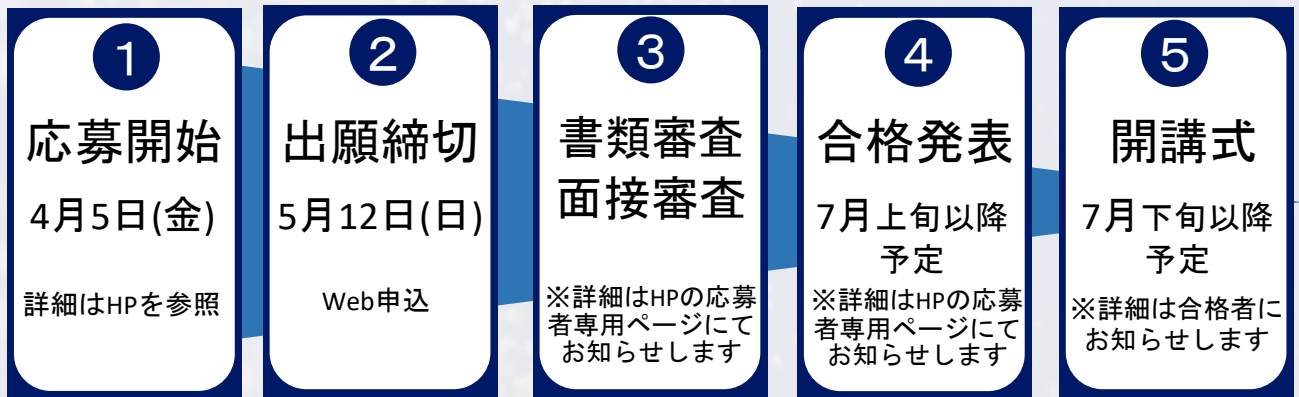 1
応募開始
4月5日(金)
詳細はHPを参照
2
出願締切
5月12日(日)
Web申込
3
書類審査
面接審査
※詳細はHPの応募
者専用ページにて
お知らせします
4
合格発表
7月上旬以降
予定
※詳細はHPの応募
者専用ページにて
お知らせします
5
開講式
7月下旬以降
予定
※詳細は合格者に
お知らせします